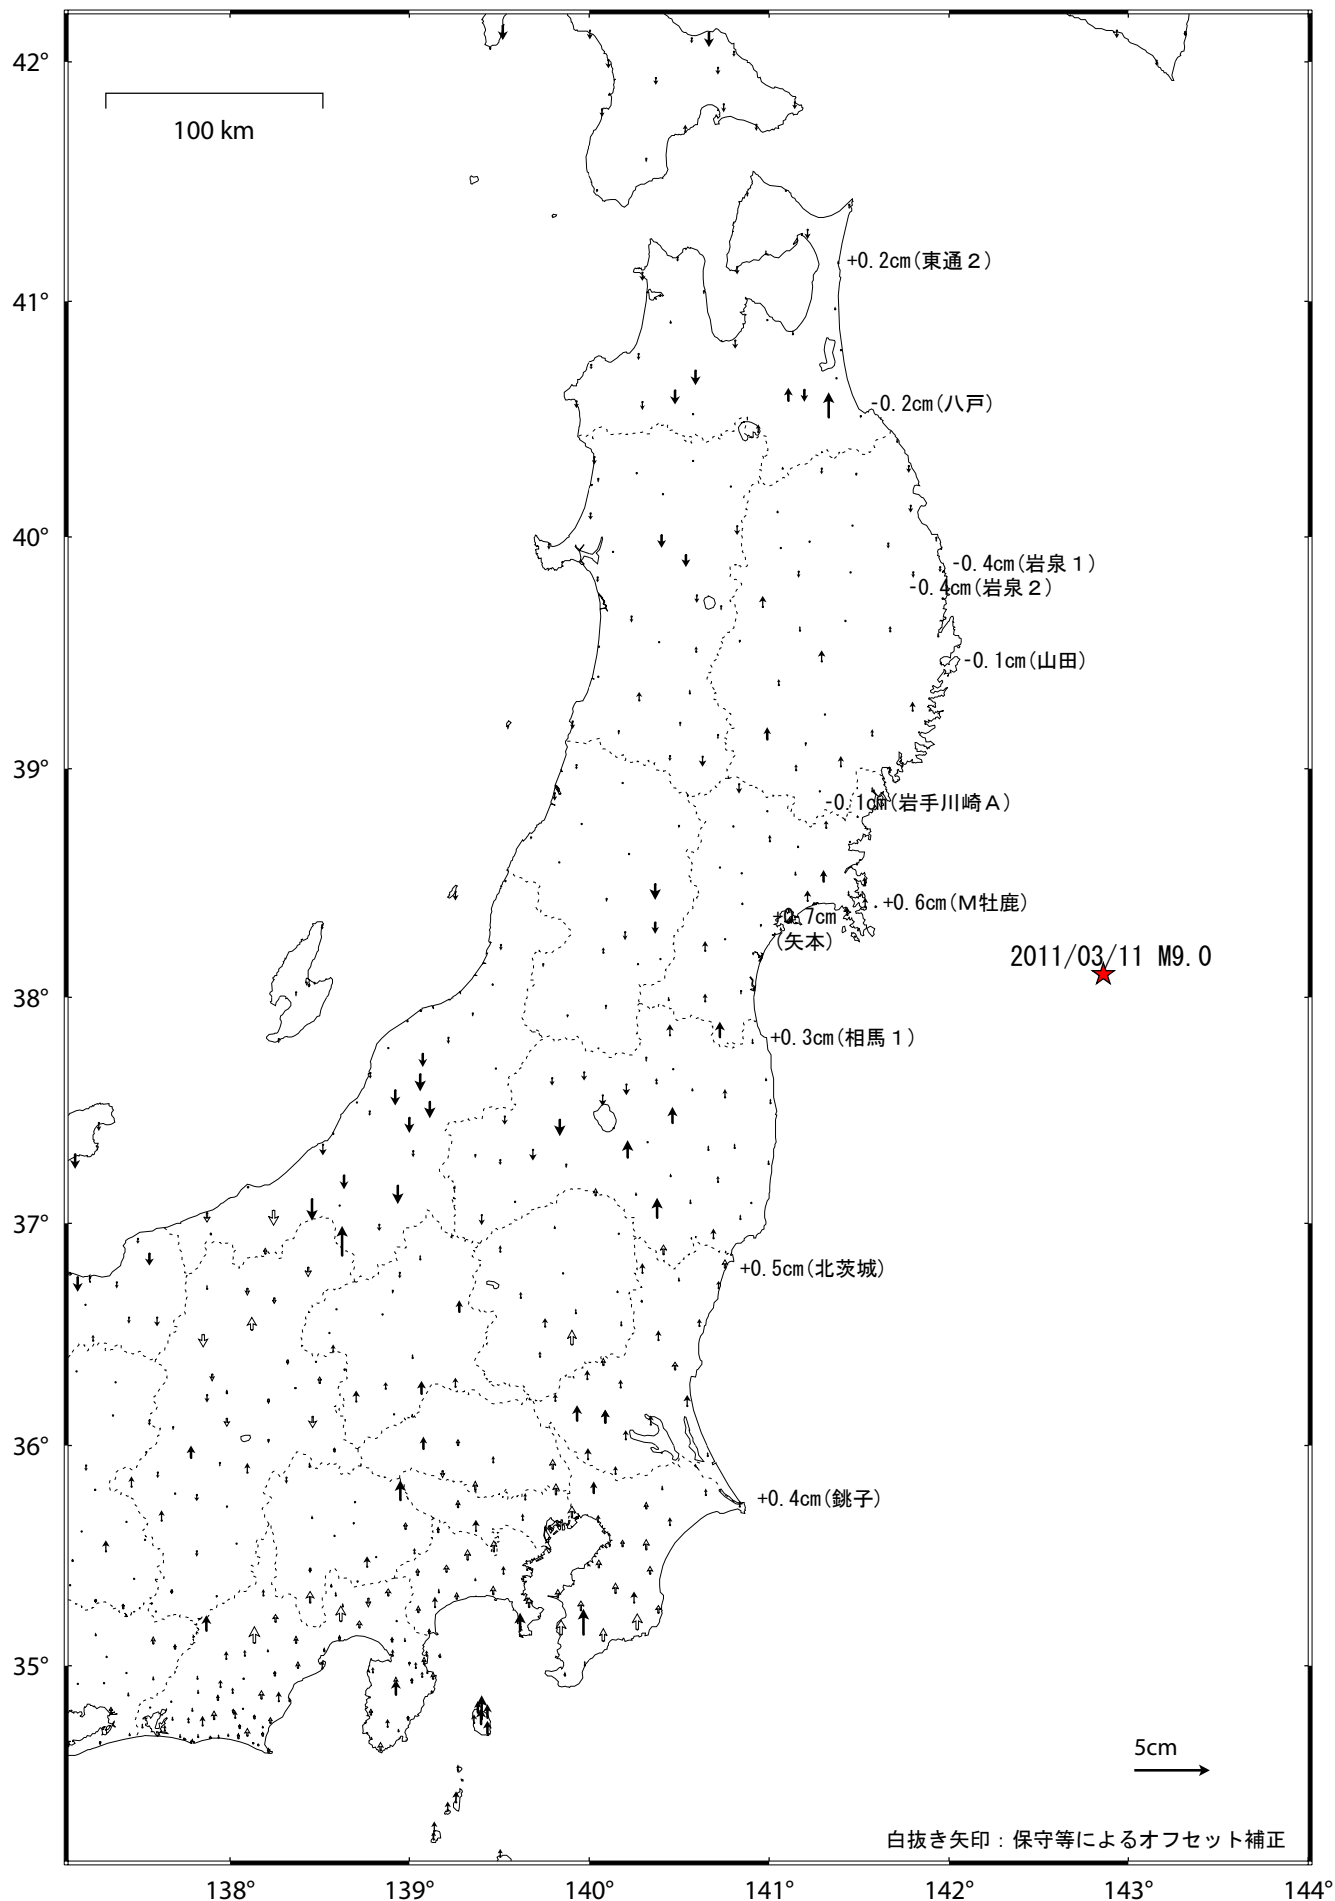 42°
100 km
+0.2cm(東通２)
41°
-0.2cm(八戸)
40°
-0.4cm(岩泉１)
-0.4cm(岩泉２)
-0.1cm(山田)
39°
-0.1cm(岩手川崎Ａ)
+0.6cm(Ｍ牡鹿)
+0.7cm
(矢本)
2011/03/11 M9.0
38°
+0.3cm(相馬１)
37°
+0.5cm(北茨城)
36°
+0.4cm(銚子)
35°
5cm
白抜き矢印：保守等によるオフセット補正
138° 139° 140° 141° 142° 143° 144°